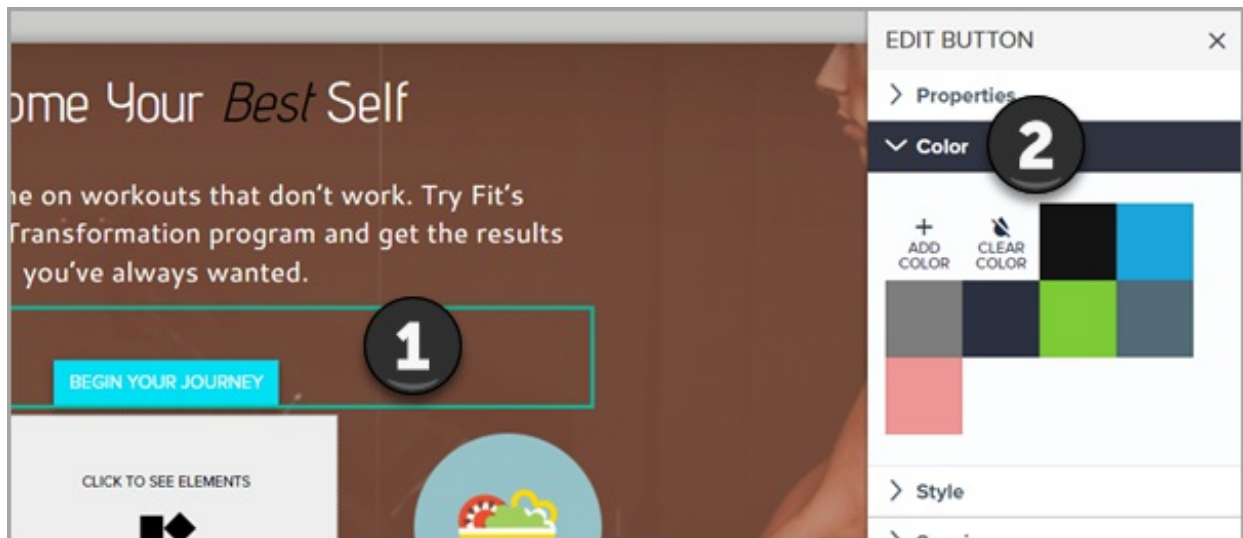 ome Your Best Self
e on workouts that don't work. Try Fit's
Transformation program and get the results
you've always wanted.
1
BEGIN YOUR JOURNEY
CLICK TO SEE ELEMENTS
EDIT BUTTON ×
Properties
Color
2
+
ADD COLOR
CLEAR COLOR
Style